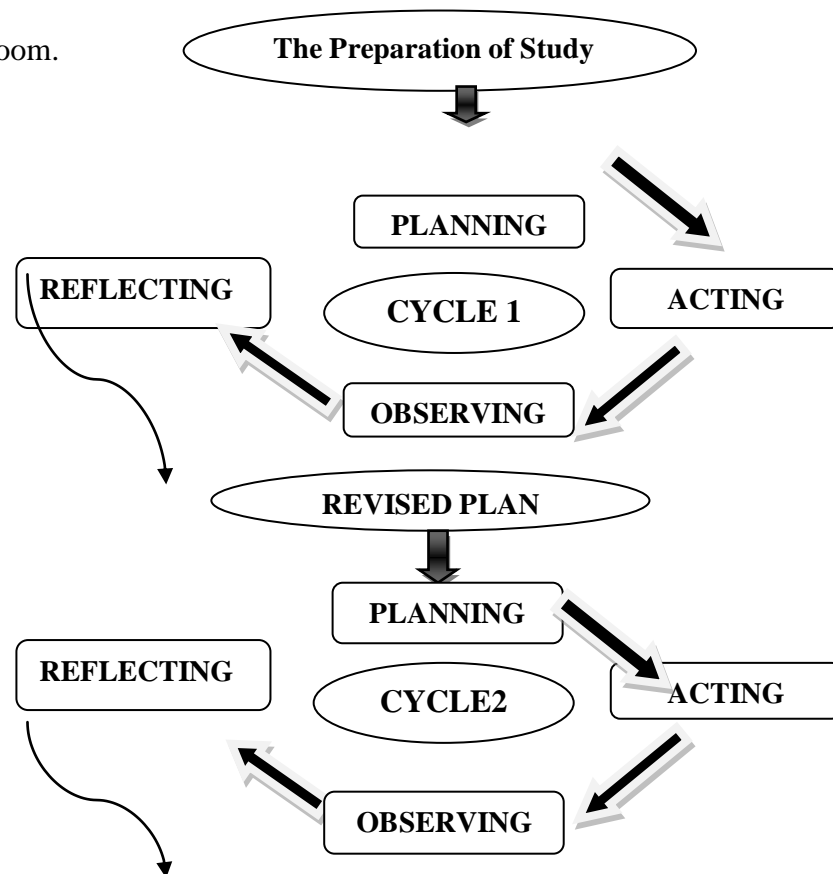 oom.
The Preparation of Study
PLANNING
REFLECTING
CYCLE 1
ACTING
OBSERVING
REVISED PLAN
PLANNING
REFLECTING
CYCLE2
ACTING
OBSERVING